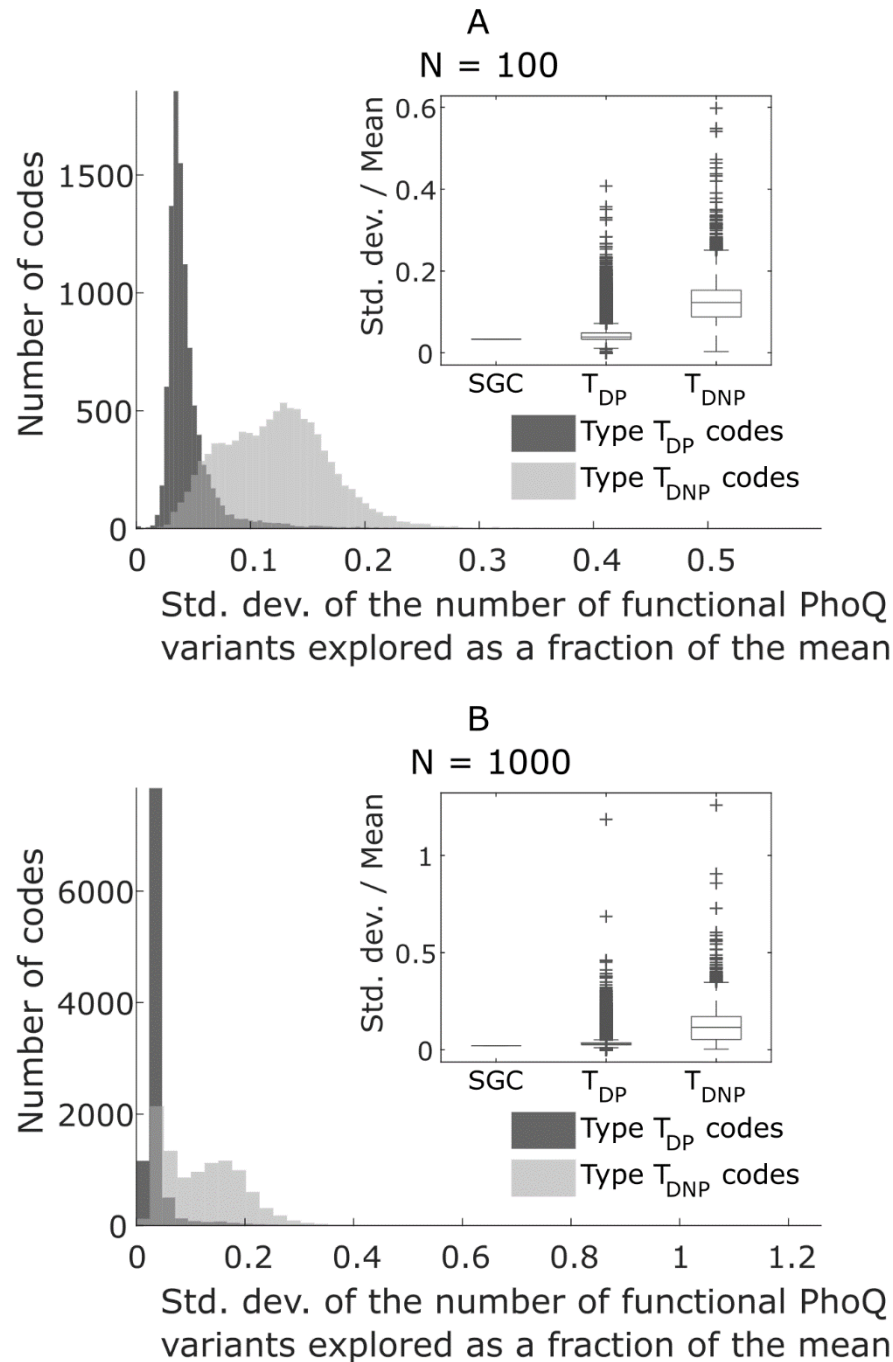 A
N = 100
Number of codes
1500
1000
500
0
0 0.1 0.2 0.3 0.4 0.5
Std. dev. / Mean
0.6
0.4
0.2
0
SGC T_DP T_DNP
Type T_DP codes
Type T_DNP codes
Std. dev. of the number of functional PhoQ
variants explored as a fraction of the mean
B
N = 1000
Number of codes
6000
4000
2000
0
0 0.2 0.4 0.6 0.8 1 1.2
Std. dev. / Mean
1
0.5
0
SGC T_DP T_DNP
Type T_DP codes
Type T_DNP codes
Std. dev. of the number of functional PhoQ
variants explored as a fraction of the mean